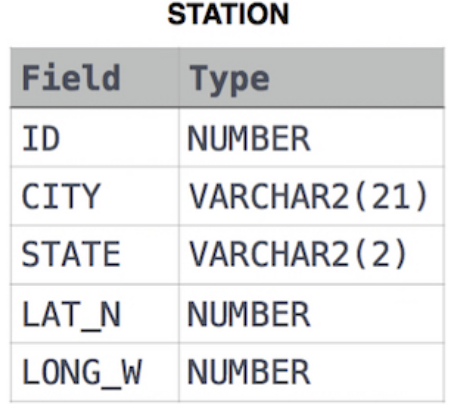 STATION
Field Type
ID NUMBER
CITY VARCHAR2(21)
STATE VARCHAR2(2)
LAT_N NUMBER
LONG_W NUMBER